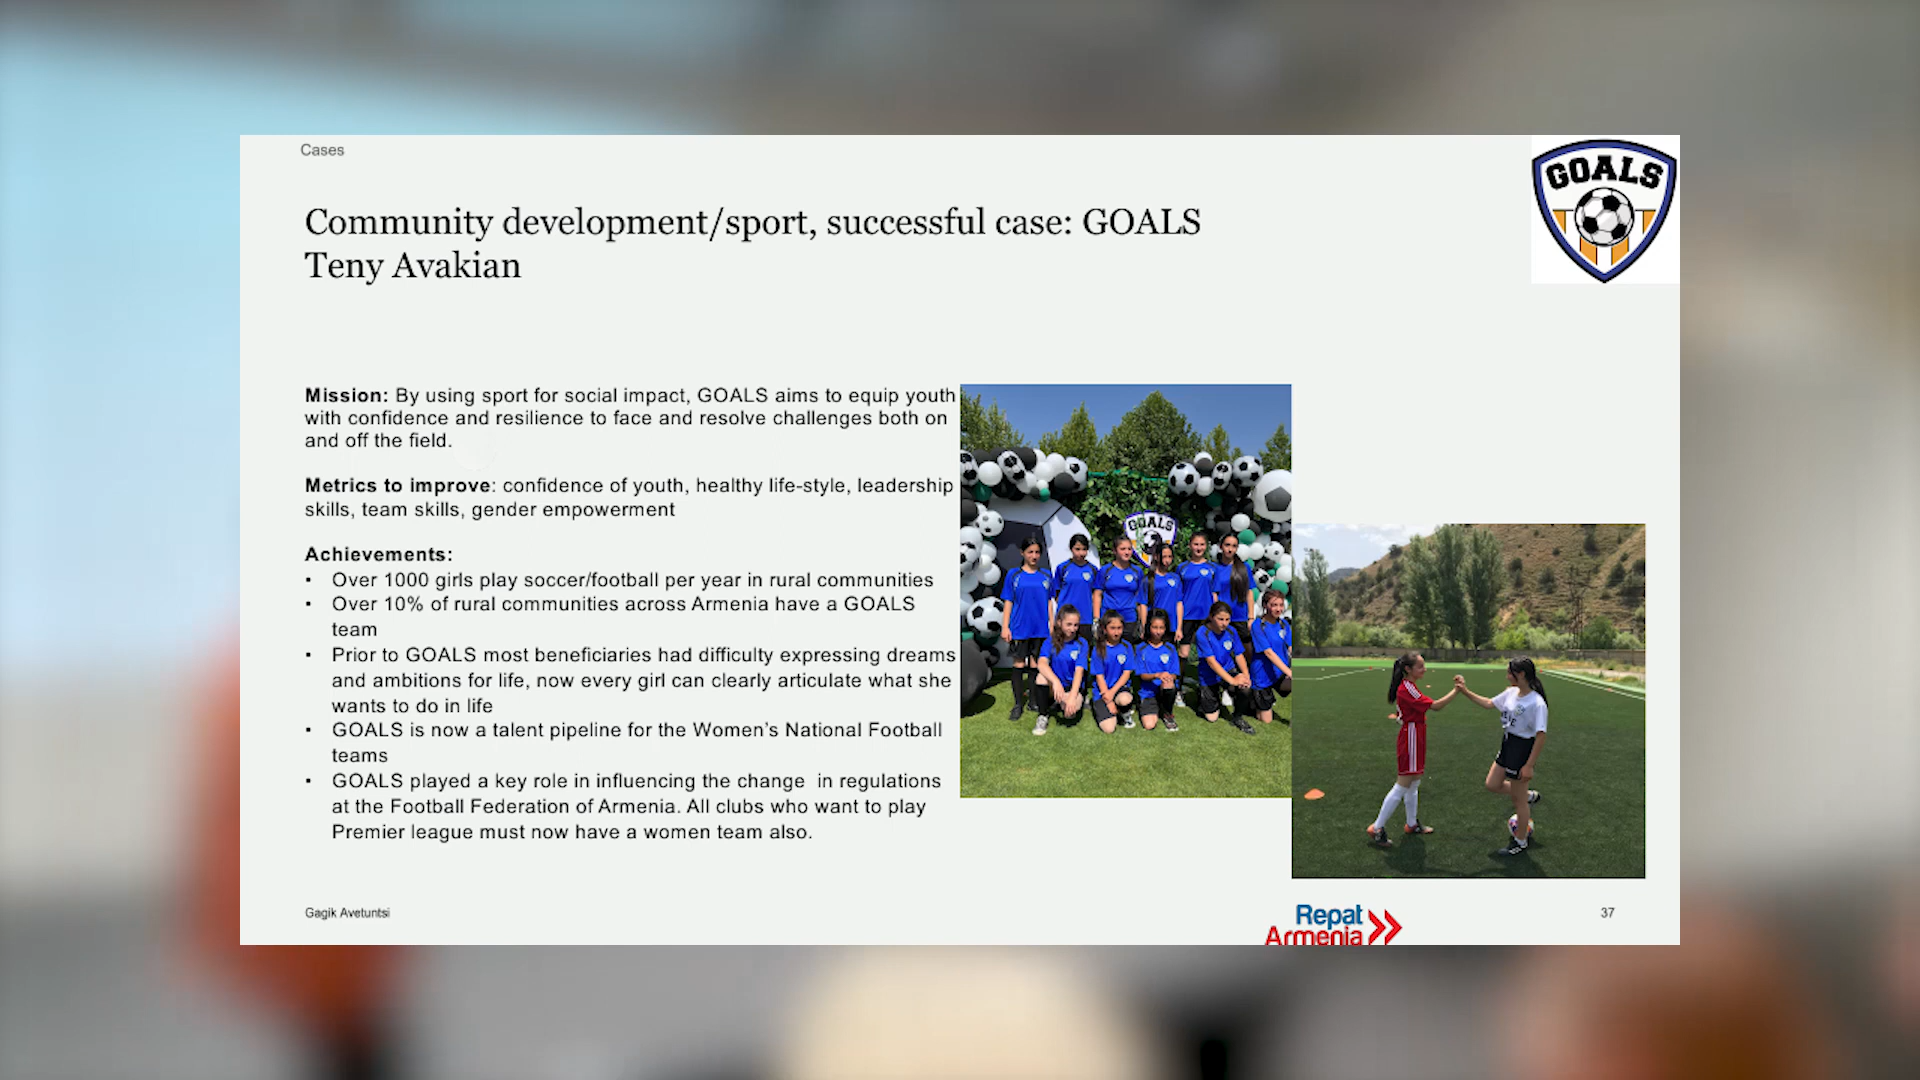 Cases
GOALS
Community development/sport, successful case: GOALS
Teny Avakian
Mission: By using sport for social impact, GOALS aims to equip youth
with confidence and resilience to face and resolve challenges both on
and off the field.
Metrics to improve: confidence of youth, healthy life-style, leadership
skills, team skills, gender empowerment
Achievements:
▪ Over 1000 girls play soccer/football per year in rural communities
▪ Over 10% of rural communities across Armenia have a GOALS
team
▪ Prior to GOALS most beneficiaries had difficulty expressing dreams
and ambitions for life, now every girl can clearly articulate what she
wants to do in life
▪ GOALS is now a talent pipeline for the Women’s National Football
teams
▪ GOALS played a key role in influencing the change  in regulations
at the Football Federation of Armenia. All clubs who want to play
Premier league must now have a women team also.
GOALS
Gagik Avetuntsi
Repat
Armenia
37